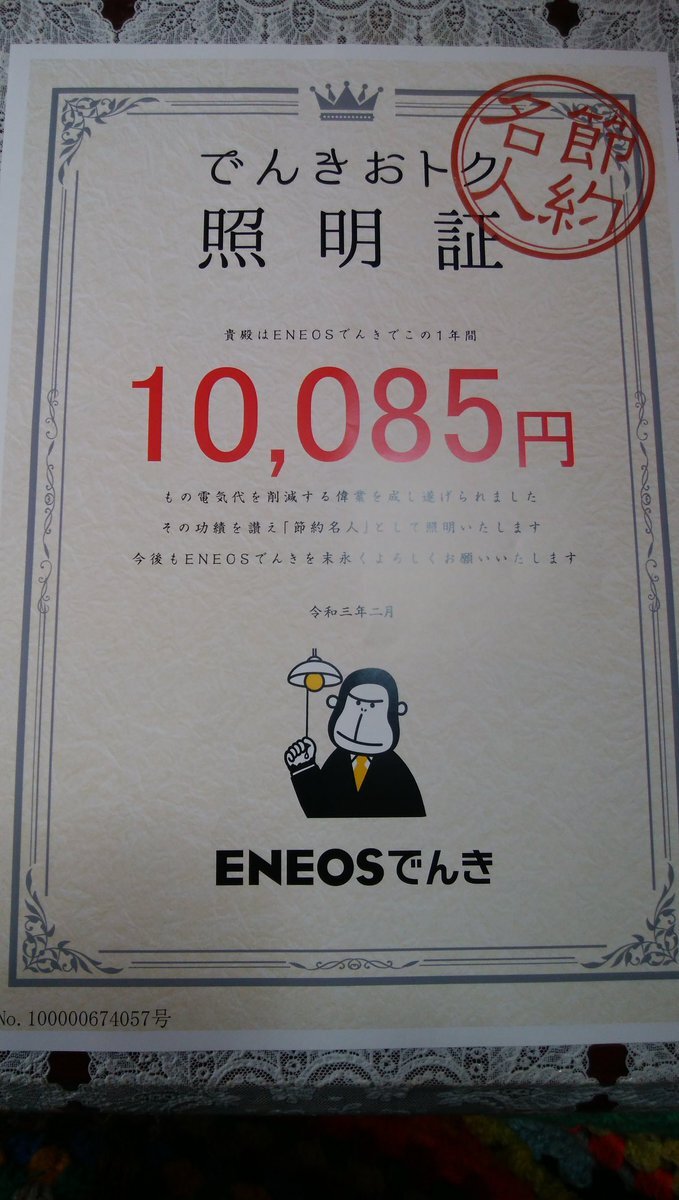 でんきおトク
照明証
節約
名人
貴殿はENEOSでんきでこの1年間
10,085円
もの電気代を削減する偉業を成し遂げられました
その功績を讃え「節約名人」として照明いたします
今後もENEOSでんきを末永くよろしくお願いいたします
令和三年二月
ENEOSでんき
No. 100000674057号